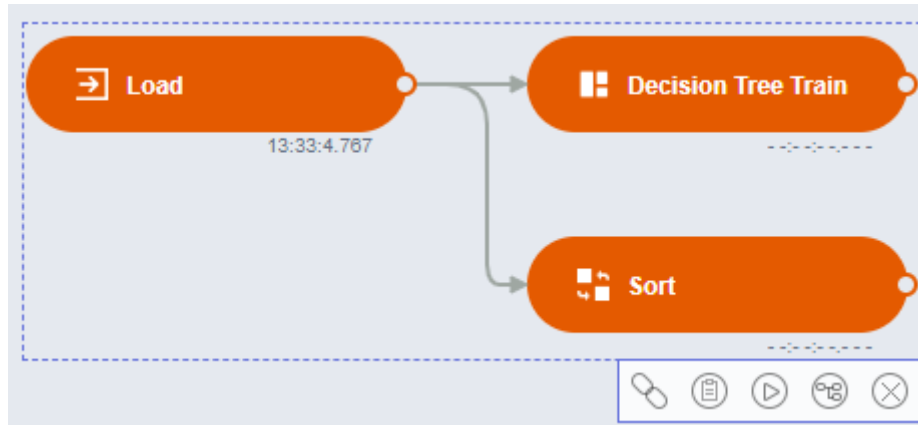 Load
Decision Tree Train
13:33:4.767
- -:- -:- -.- - -
Sort
- -:- -:- -.- - -